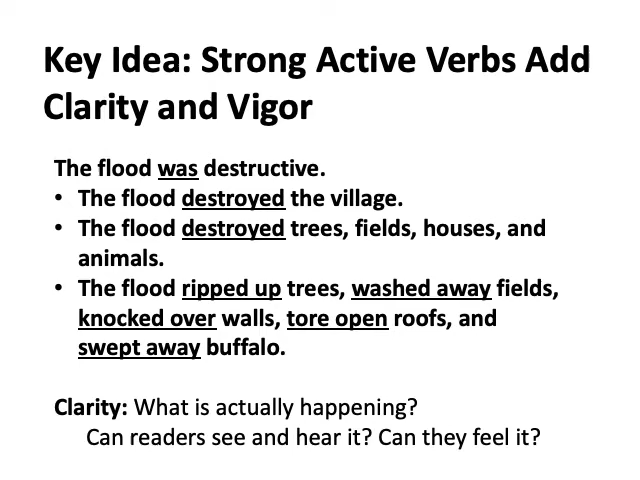 Key Idea: Strong Active Verbs Add
Clarity and Vigor
The flood was destructive.
• The flood destroyed the village.
• The flood destroyed trees, fields, houses, and
animals.
• The flood ripped up trees, washed away fields,
knocked over walls, tore open roofs, and
swept away buffalo.
Clarity: What is actually happening?
Can readers see and hear it? Can they feel it?